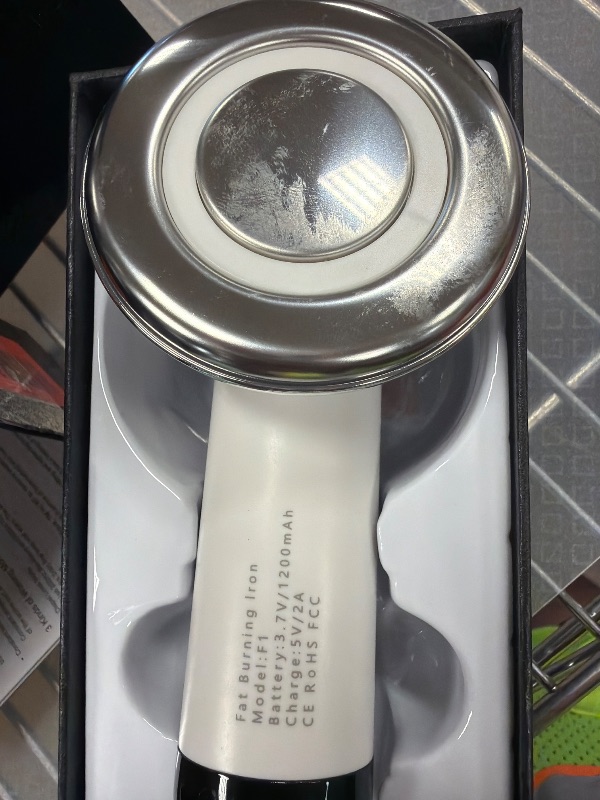 Fat Burning Iron
Model:F1
Battery:3.7V/1200mAh
Charge:5V/2A
CE RoHS FCC